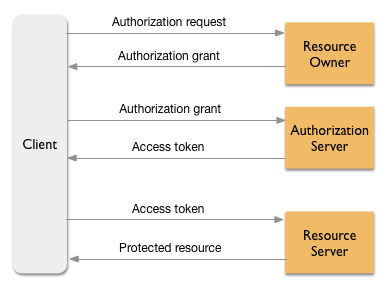 Authorization request
Resource
Owner
Authorization grant
Authorization grant
Authorization
Server
Client
Access token
Access token
Resource
Server
Protected resource